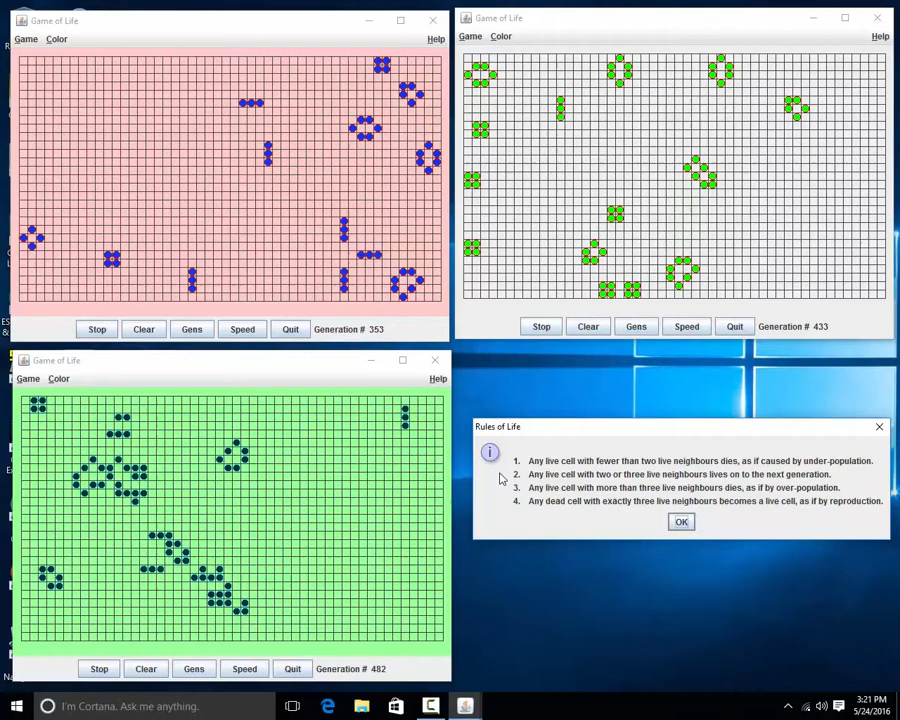 Game of Life
Game Color Help
Stop Clear Gens Speed Quit Generation # 353
Game of Life
Game Color Help
Stop Clear Gens Speed Quit Generation # 433
Game of Life
Game Color Help
Stop Clear Gens Speed Quit Generation # 482
Rules of Life
1. Any live cell with fewer than two live neighbours dies, as if caused by under-population.
2. Any live cell with two or three live neighbours lives on to the next generation.
3. Any live cell with more than three live neighbours dies, as if by over-population.
4. Any dead cell with exactly three live neighbours becomes a live cell, as if by reproduction.
OK
I'm Cortana. Ask me anything.
3:21 PM
5/24/2016